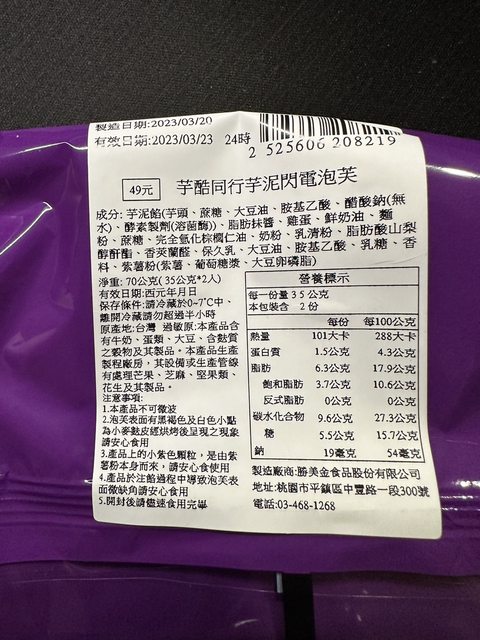 製造日期:2023/03/20
有效日期:2023/03/23 24時
2 525606 208219
49元 芋酷同行芋泥閃電泡芙
成分: 芋泥餡(芋頭、蔗糖、大豆油、胺基乙酸、醋酸鈉(無
水)、酵素製劑(溶菌酶))、脂肪抹醬、雞蛋、鮮奶油、麵
粉、蔗糖、完全氫化棕櫚仁油、奶粉、乳清粉、脂肪酸山梨
醇酐酯、香莢蘭醛、保久乳、大豆油、胺基乙酸、乳糖、香
料、紫薯粉(紫薯、葡萄糖漿、大豆卵磷脂)
淨重: 70公克( 35公克*2人)
有效日期:西元年月日
保存條件:請冷藏於0~7℃中、
離開冷藏請勿超過半小時
原產地:台灣 過敏原:本產品含
有牛奶、蛋類、大豆、含麩質
之穀物及其製品。本產品生產
製程廠房，其設備或生產管線
有處理芒果、芝麻、堅果類、
花生及其製品。
注意事項:
1.本產品不可微波
2.泡芙表面有黑褐色及白色小點
為小麥麩皮經烘烤後呈現之現象
請安心食用
3.產品上的小紫色顆粒，是由紫
薯粉本身而來，請安心食使用
4.產品於注餡過程中導致泡芙表
面微缺角請安心食用
5.開封後請儘速食用完畢
營養標示
每一份量 3 5 公克
本包裝含 2 份
每份 每100公克
熱量 101大卡 288大卡
蛋白質 1.5公克 4.3公克
脂肪 6.3公克 17.9公克
飽和脂肪 3.7公克 10.6公克
反式脂肪 0公克 0公克
碳水化合物 9.6公克 27.3公克
糖 5.5公克 15.7公克
鈉 19毫克 54毫克
製造廠商:勝美金食品股份有限公司
地址:桃園市平鎮區中豐路一段300號
電話:03-468-1268